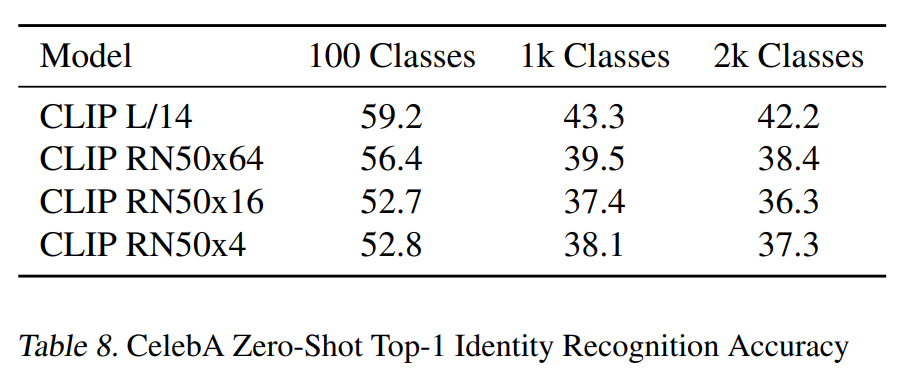 Model 100 Classes 1k Classes 2k Classes
CLIP L/14 59.2 43.3 42.2
CLIP RN50x64 56.4 39.5 38.4
CLIP RN50x16 52.7 37.4 36.3
CLIP RN50x4 52.8 38.1 37.3
Table 8. CelebA Zero-Shot Top-1 Identity Recognition Accuracy